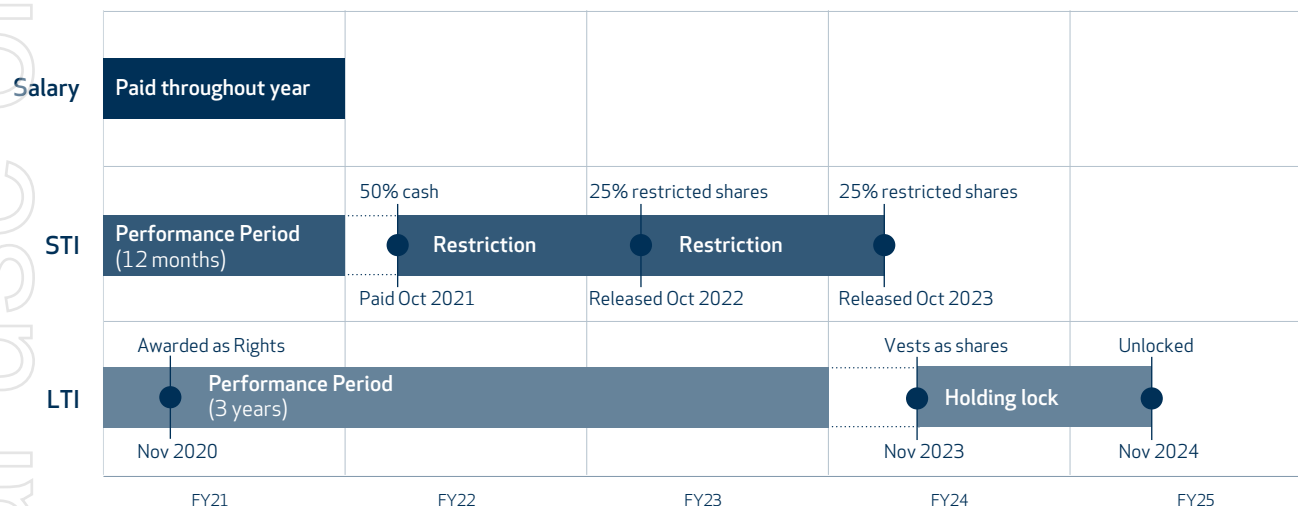 Salary
Paid throughout year
50% cash
25% restricted shares
25% restricted shares
STI
Performance Period
(12 months)
Restriction
Restriction
Paid Oct 2021
Released Oct 2022
Released Oct 2023
Awarded as Rights
Vests as shares
Unlocked
LTI
Performance Period
(3 years)
Holding lock
Nov 2020
Nov 2023
Nov 2024
FY21
FY22
FY23
FY24
FY25